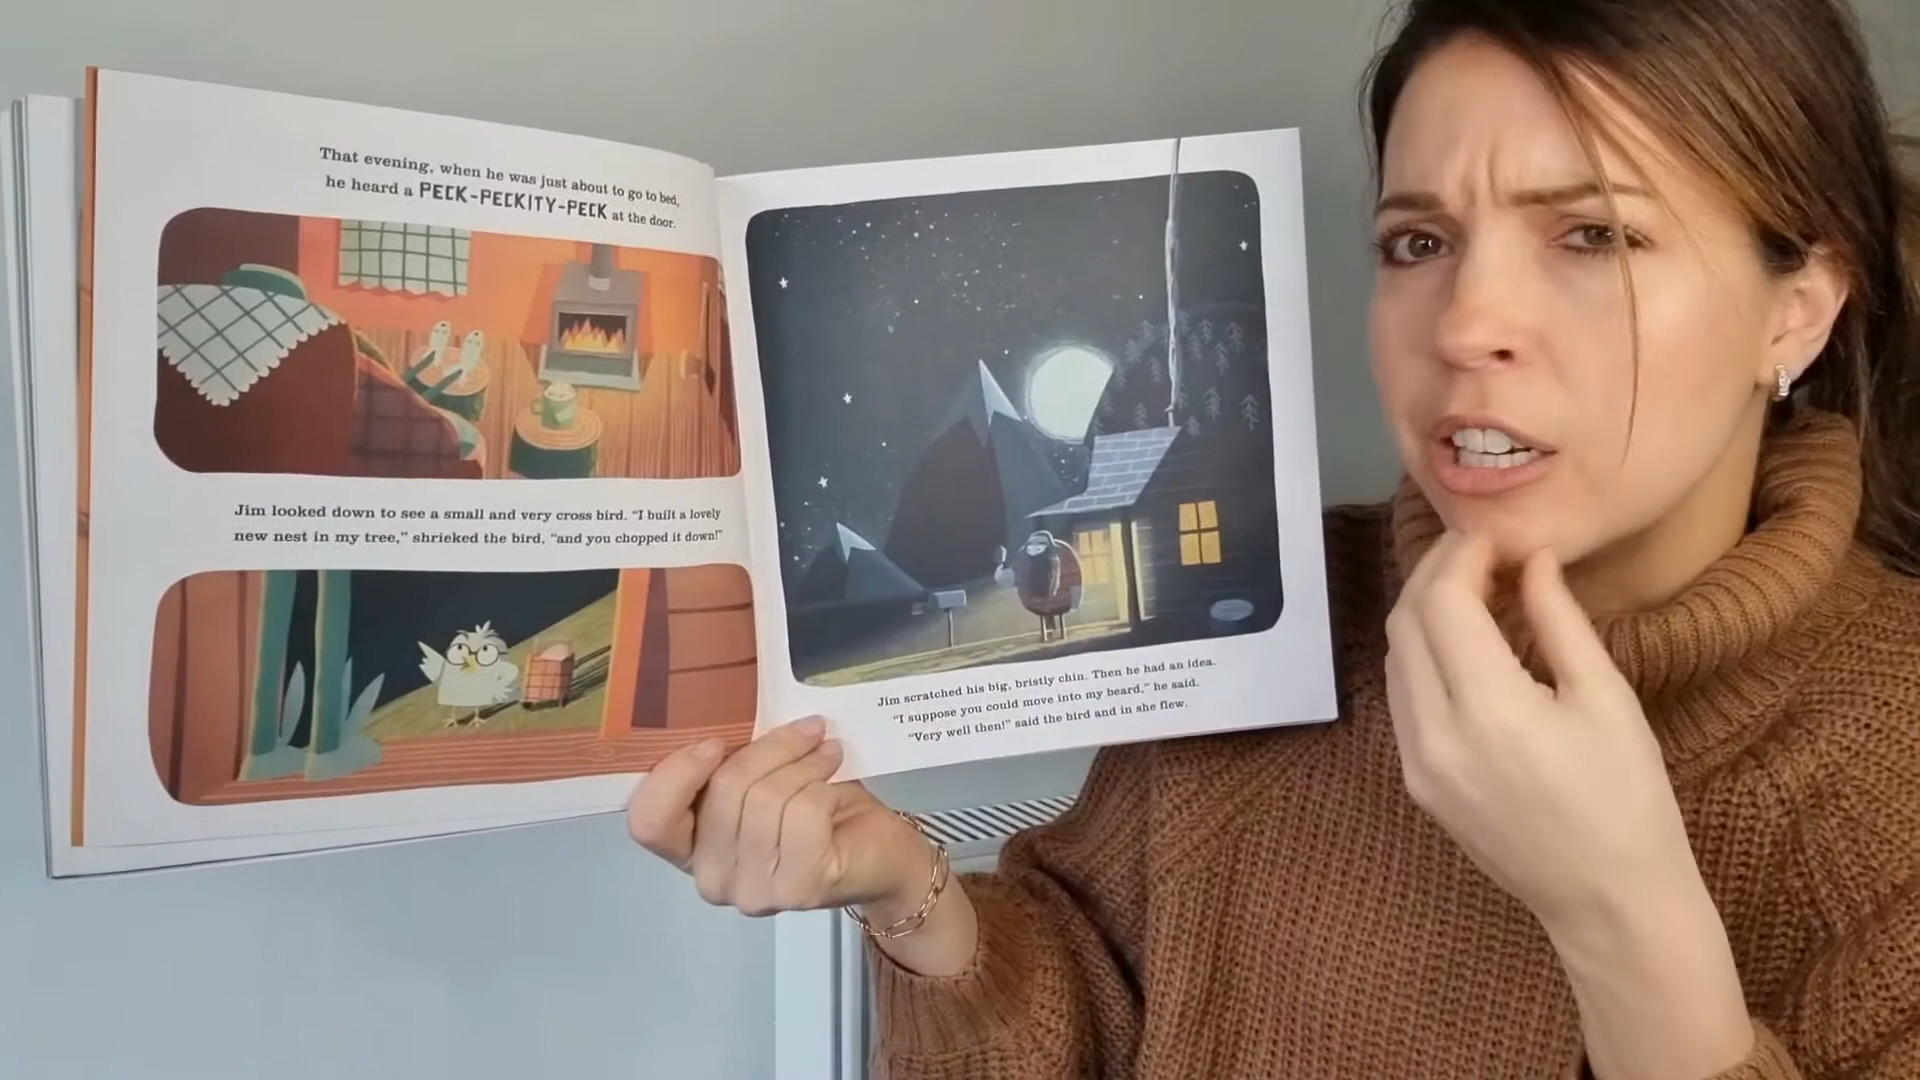 That evening, when he was just about to go to bed,
he heard a PECK-PECKITY-PECK at the door.
Jim looked down to see a small and very cross bird. “I built a lovely
new nest in my tree,” shrieked the bird, “and you chopped it down!”
Jim scratched his big, bristly chin. Then he had an idea.
“I suppose you could move into my beard,” he said.
“Very well then!” said the bird and in she flew.